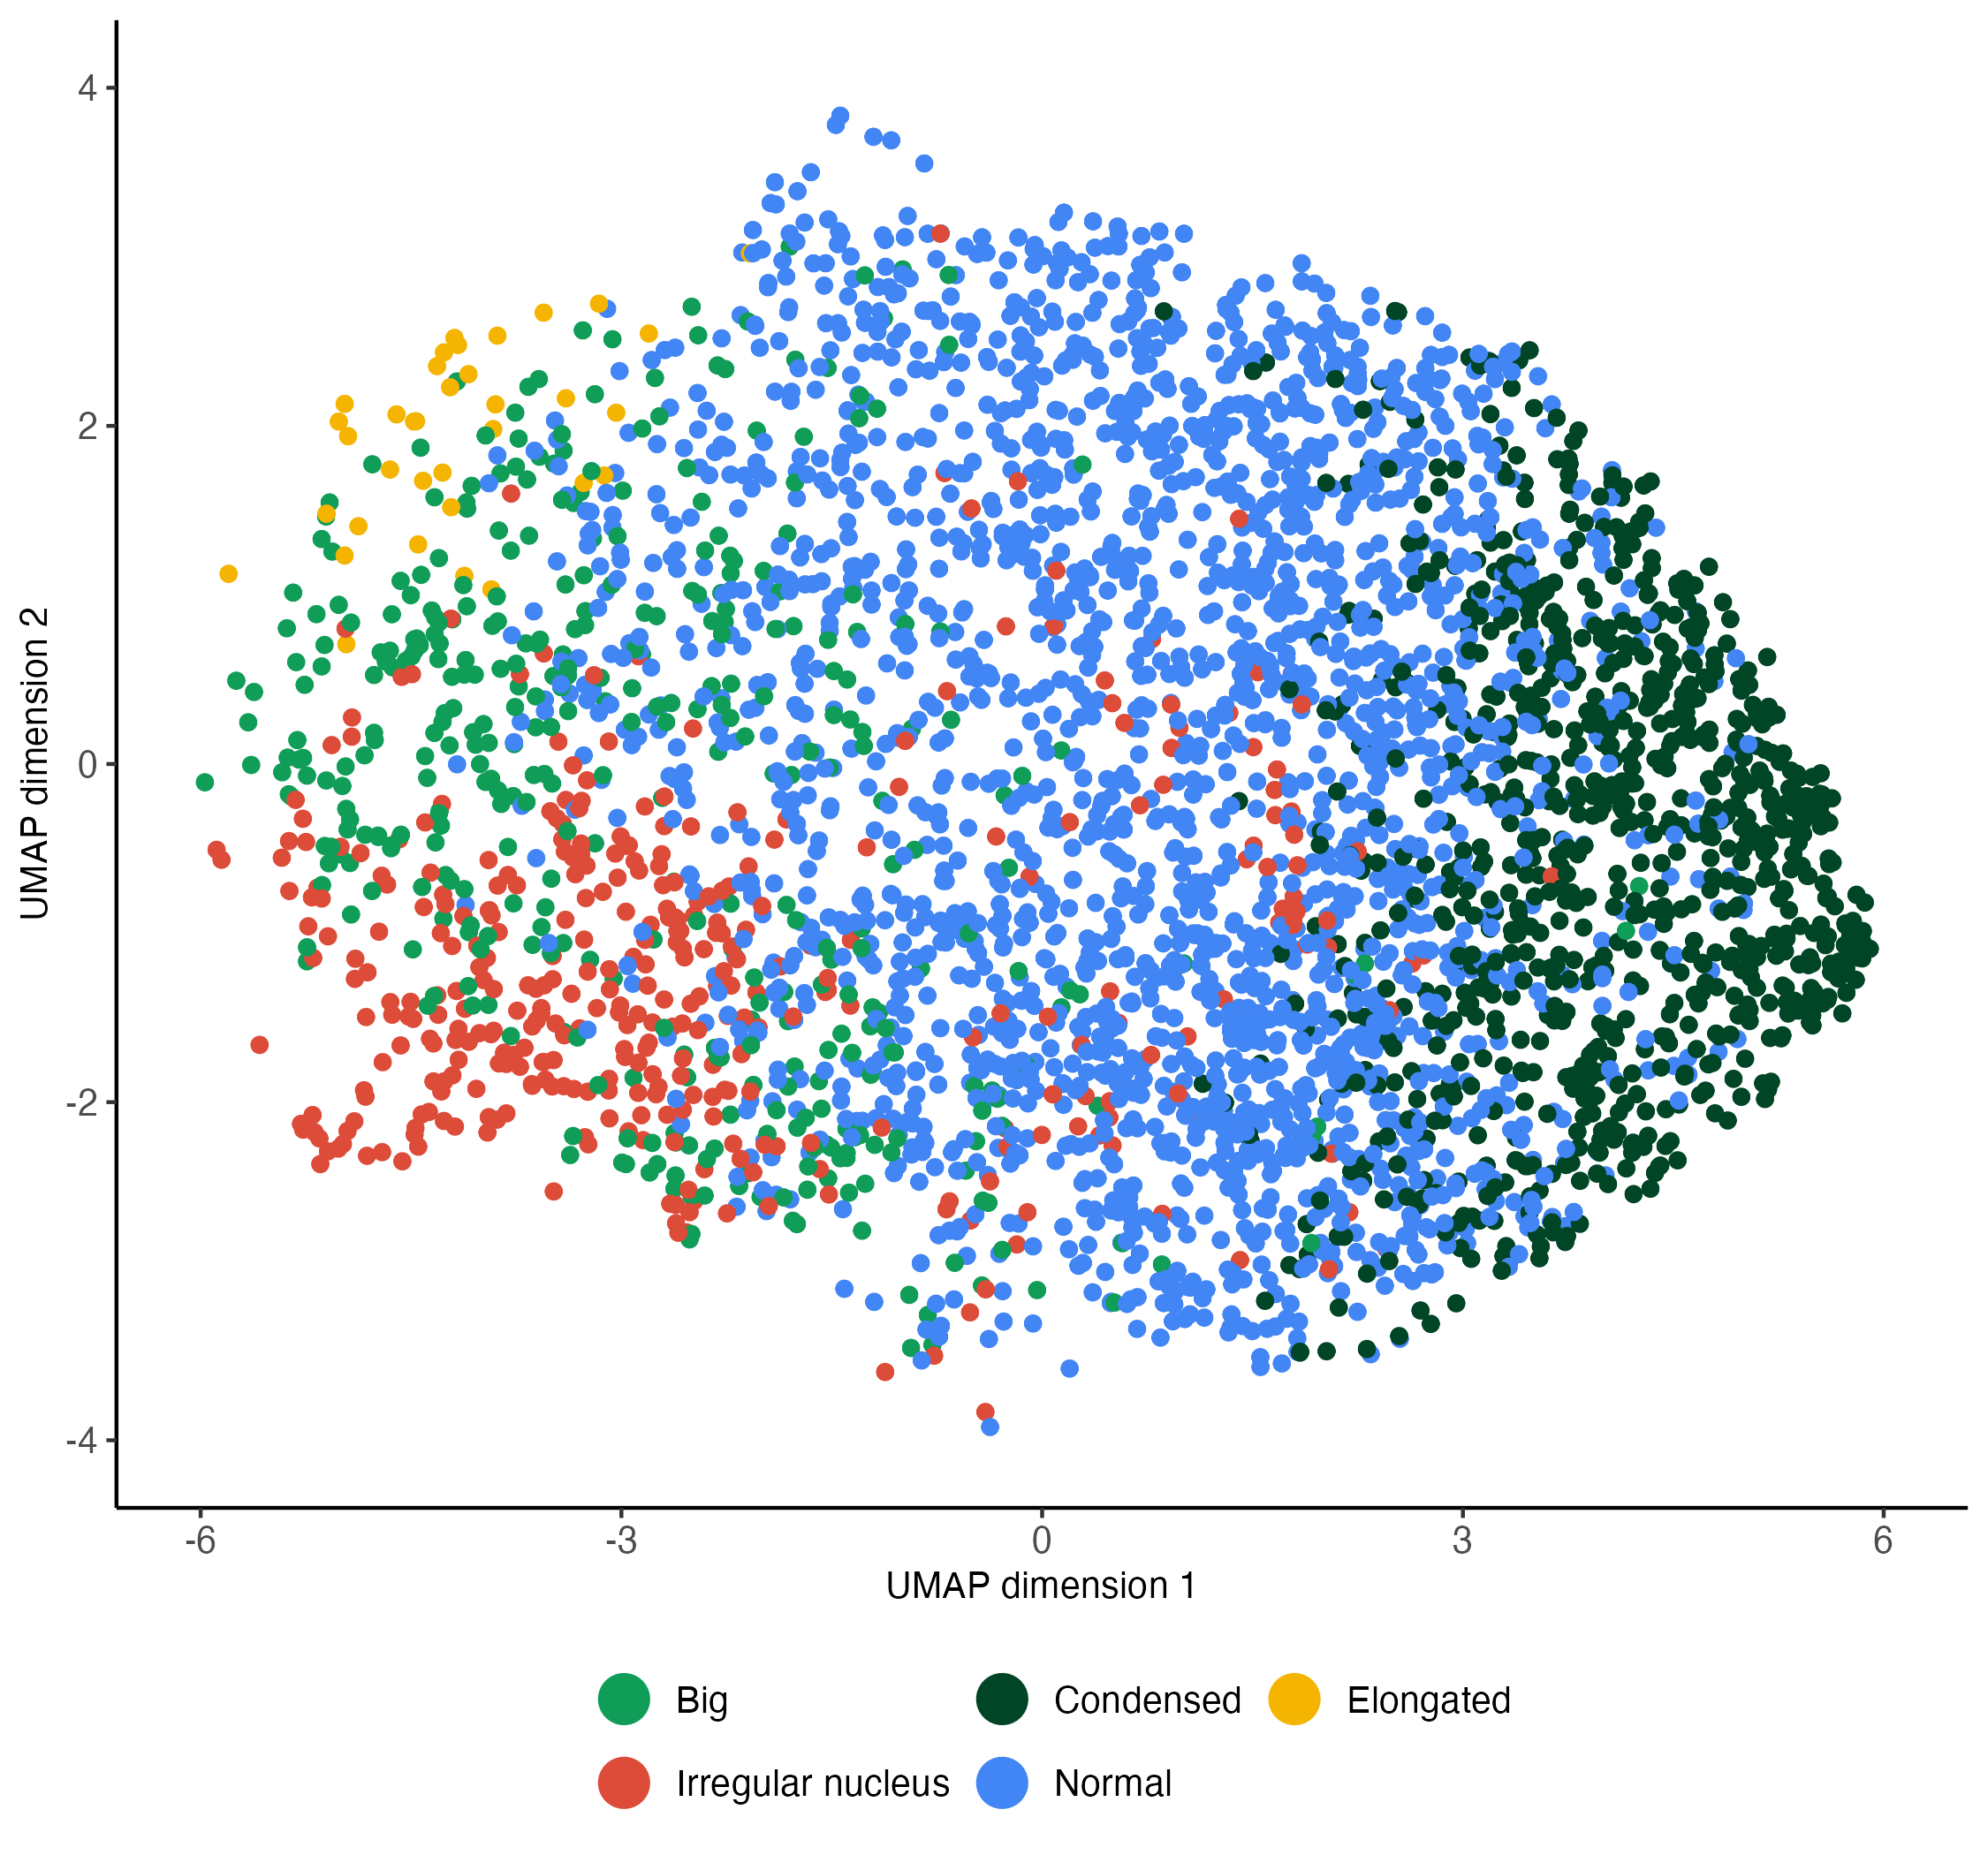 4
2
0
-2
-4
UMAP dimension 2
-6 -3 0 3 6
UMAP dimension 1
Big Condensed Elongated
Irregular nucleus Normal